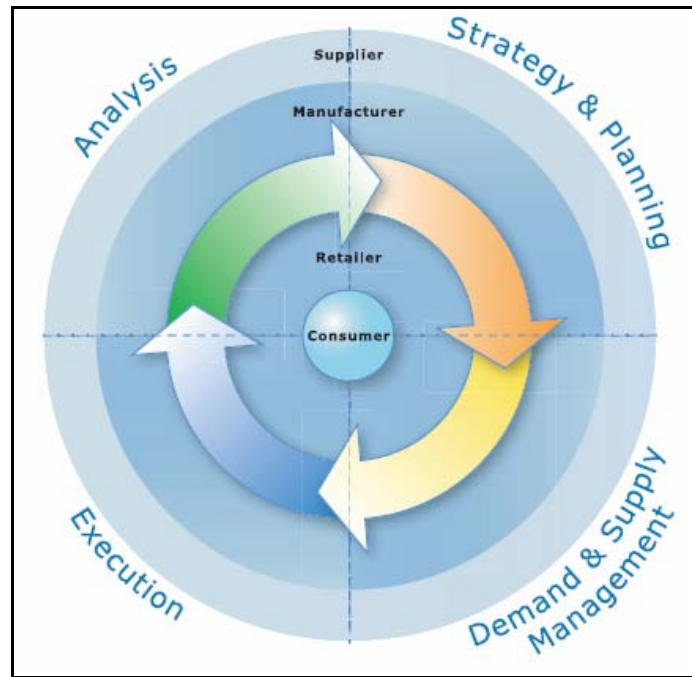 Supplier
Analysis
Strategy & Planning
Manufacturer
Retailer
Consumer
Execution
Demand & Supply
Management